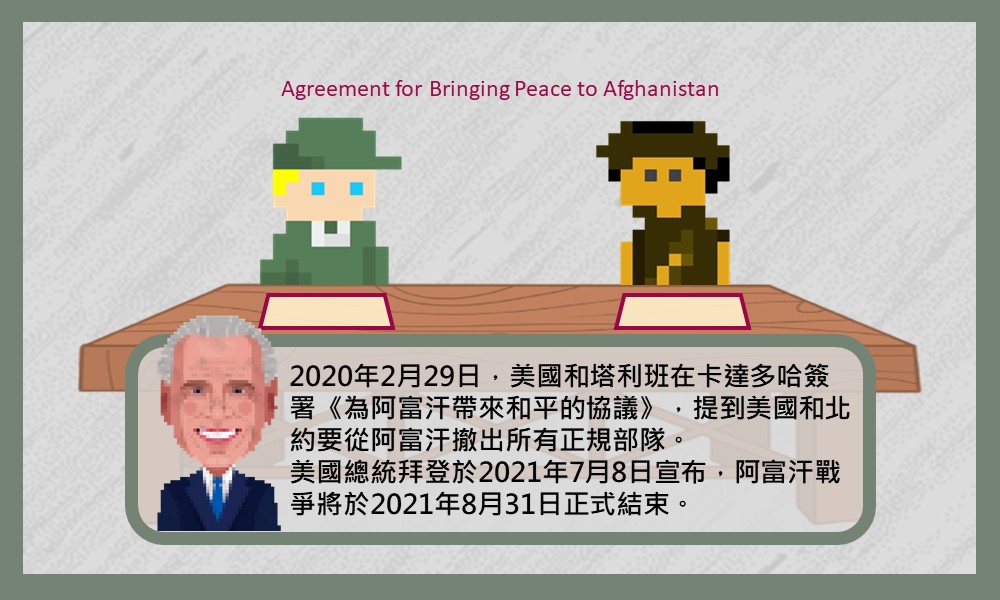 Agreement for Bringing Peace to Afghanistan
2020年2月29日，美國和塔利班在卡達多哈簽
署《為阿富汗帶來和平的協議》，提到美國和北
約要從阿富汗撤出所有正規部隊。
美國總統拜登於2021年7月8日宣布，阿富汗戰
爭將於2021年8月31日正式結束。